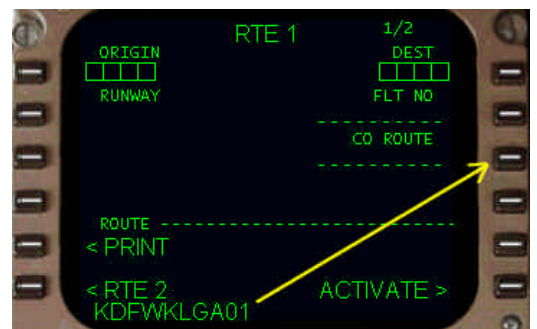 RTE 1 1/2
ORIGIN DEST
RUNWAY FLT NO
CO ROUTE
ROUTE
< PRINT
< RTE 2 ACTIVATE >
KDFWKLGA01